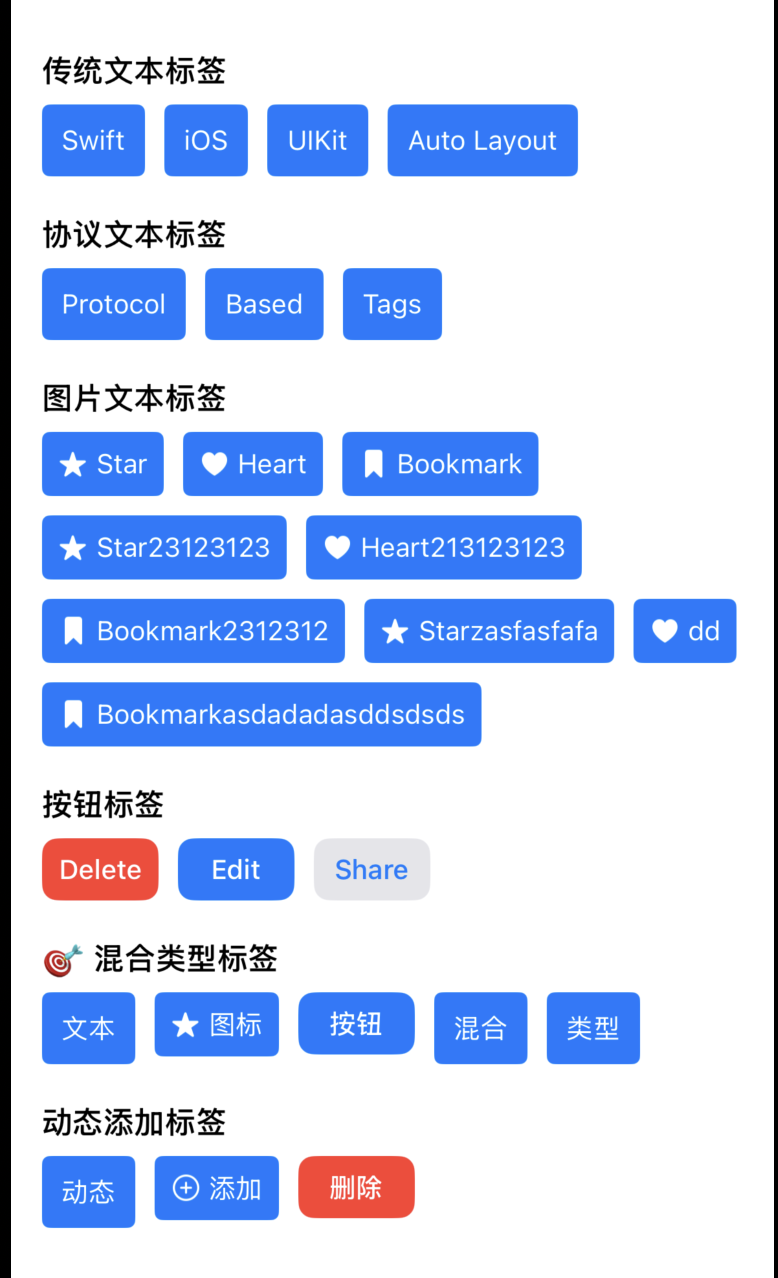 传统文本标签
Swift iOS UIKit Auto Layout
协议文本标签
Protocol Based Tags
图片文本标签
Star Heart Bookmark
Star23123123 Heart213123123
Bookmark2312312 Starzasfasfafa dd
Bookmarkasdadadasddsdsds
按钮标签
Delete Edit Share
🎯 混合类型标签
文本 图标 按钮 混合 类型
动态添加标签
动态 添加 删除